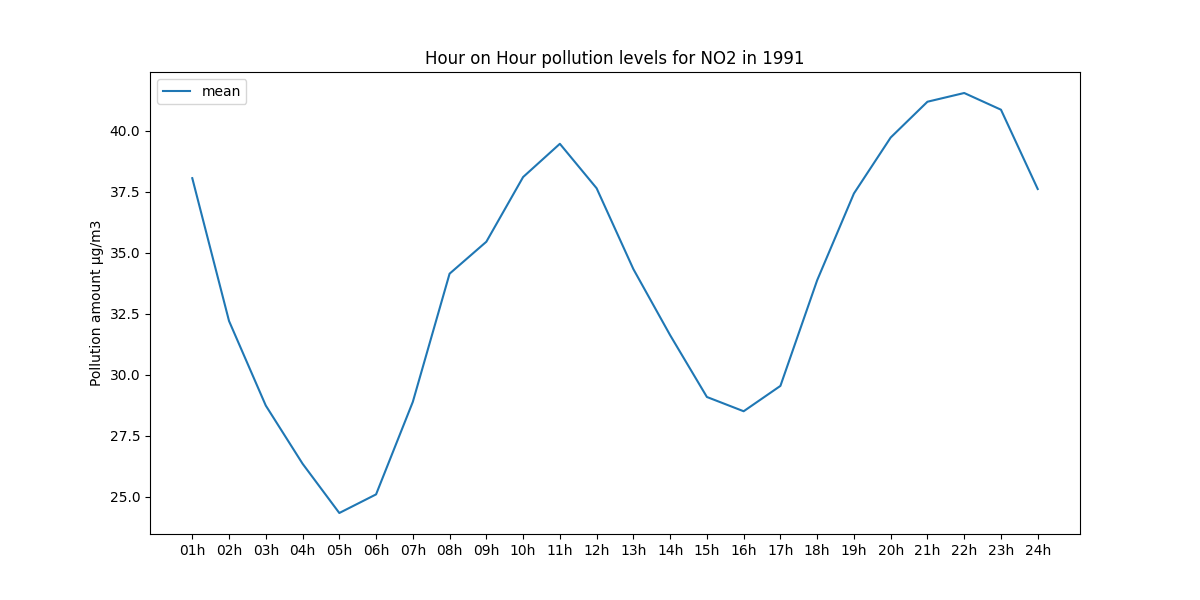 Hour on Hour pollution levels for NO2 in 1991
mean
Pollution amount µg/m3
40.0
37.5
35.0
32.5
30.0
27.5
25.0
01h 02h 03h 04h 05h 06h 07h 08h 09h 10h 11h 12h 13h 14h 15h 16h 17h 18h 19h 20h 21h 22h 23h 24h